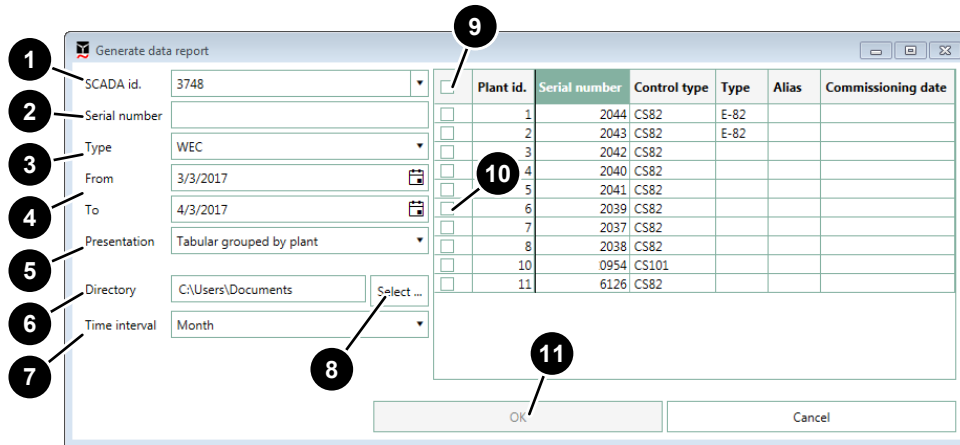 9
Generate data report
1
SCADA id. 3748
Plant id. Serial number Control type Type Alias Commissioning date
2
Serial number
1 2044 CS82 E-82
2 2043 CS82 E-82
3
Type WEC
3 2042 CS82
10
4 2040 CS82
From 3/3/2017
5 2041 CS82
4
To 4/3/2017
6 2039 CS82
7 2037 CS82
5
Presentation Tabular grouped by plant
8 2038 CS82
10 0954 CS101
6
Directory C:\Users\Documents Select ...
11 6126 CS82
7
Time interval Month
8
11
OK Cancel